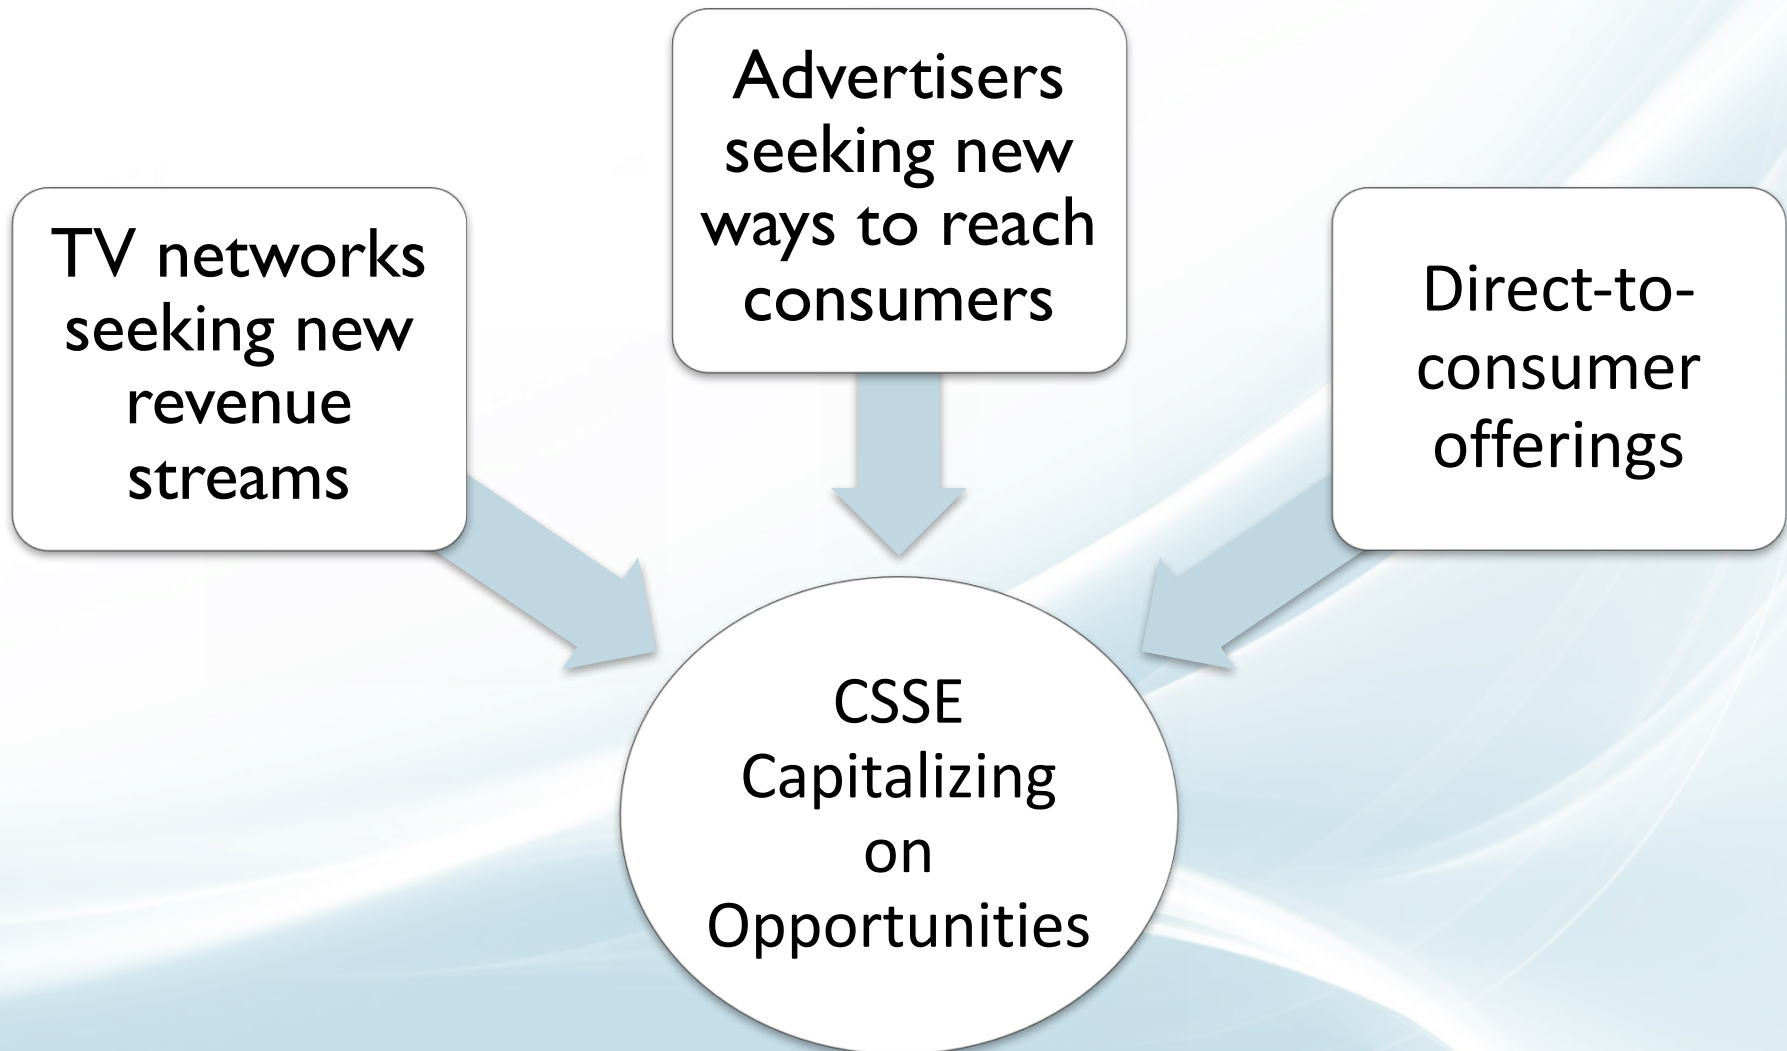 TV networks
seeking new
revenue
streams
Advertisers
seeking new
ways to reach
consumers
Direct-to-
consumer
offerings
CSSE
Capitalizing
on
Opportunities